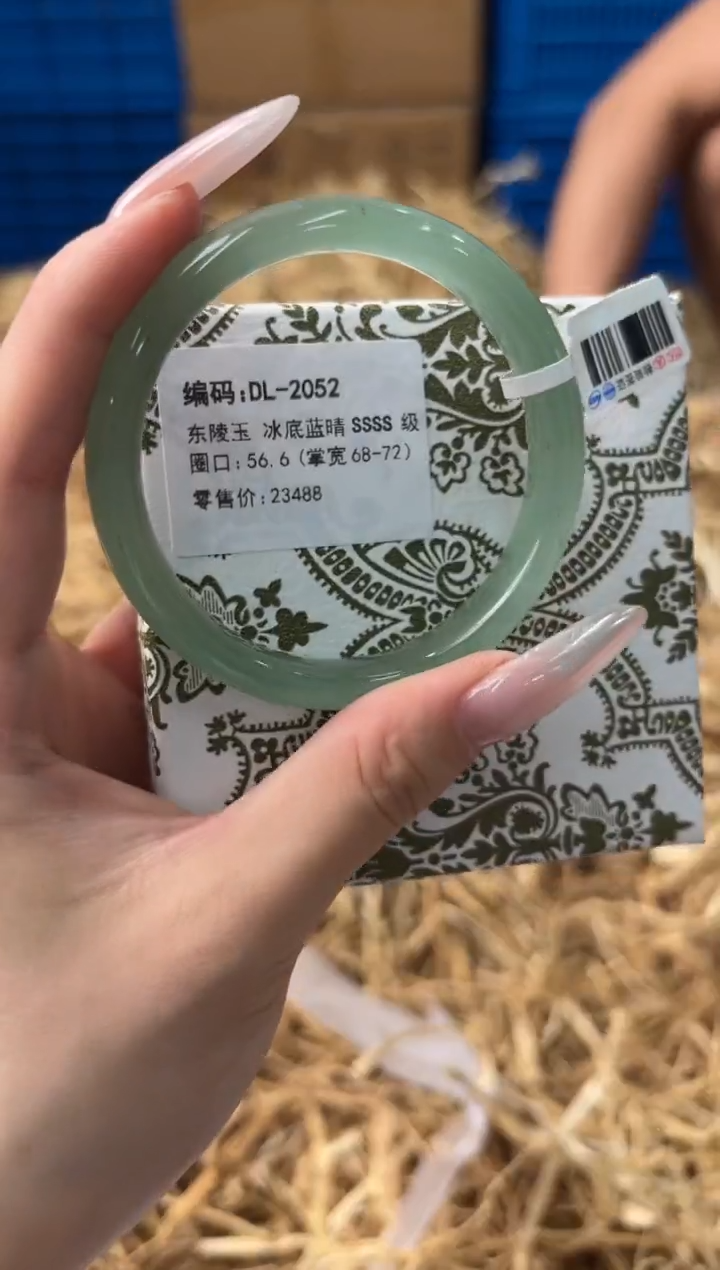 编码:DL-2052
东陵玉 冰底蓝晴 SSSS 级
圈口: 56.6 (掌宽 68-72)
零售价: 23488